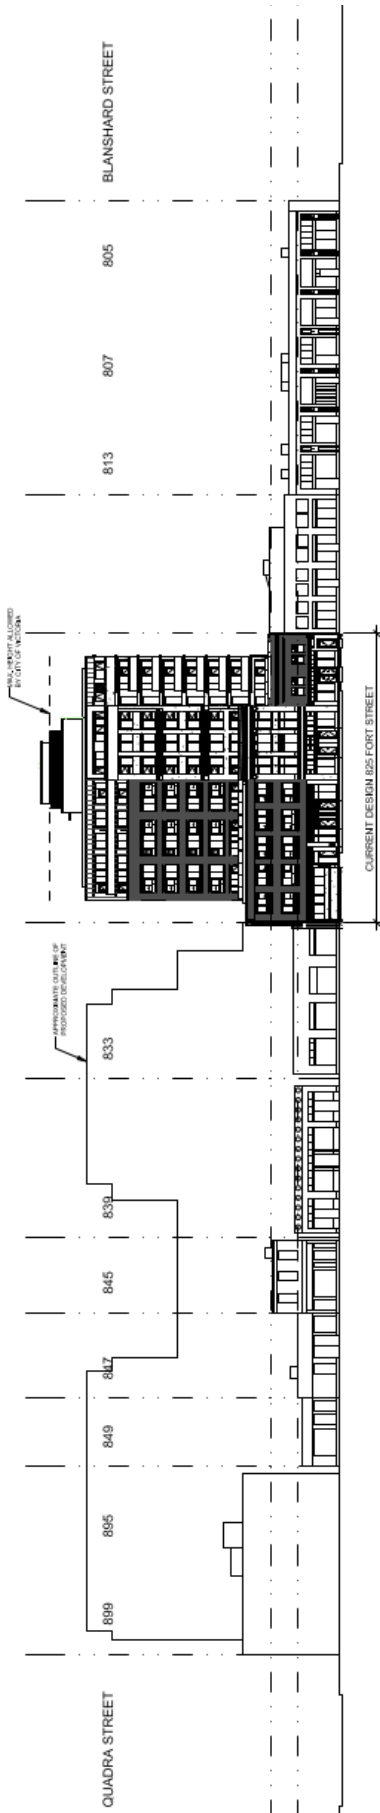 QUADRA STREET
899
895
849
847
845
839
833
APPROXIMATE OUTLINE OF
PROPOSED DEVELOPMENT
HEIGHT ALLOWED
BY CITY OF VICTORIA
813
807
805
BLANSHARD STREET
CURRENT DESIGN 825 FORT STREET